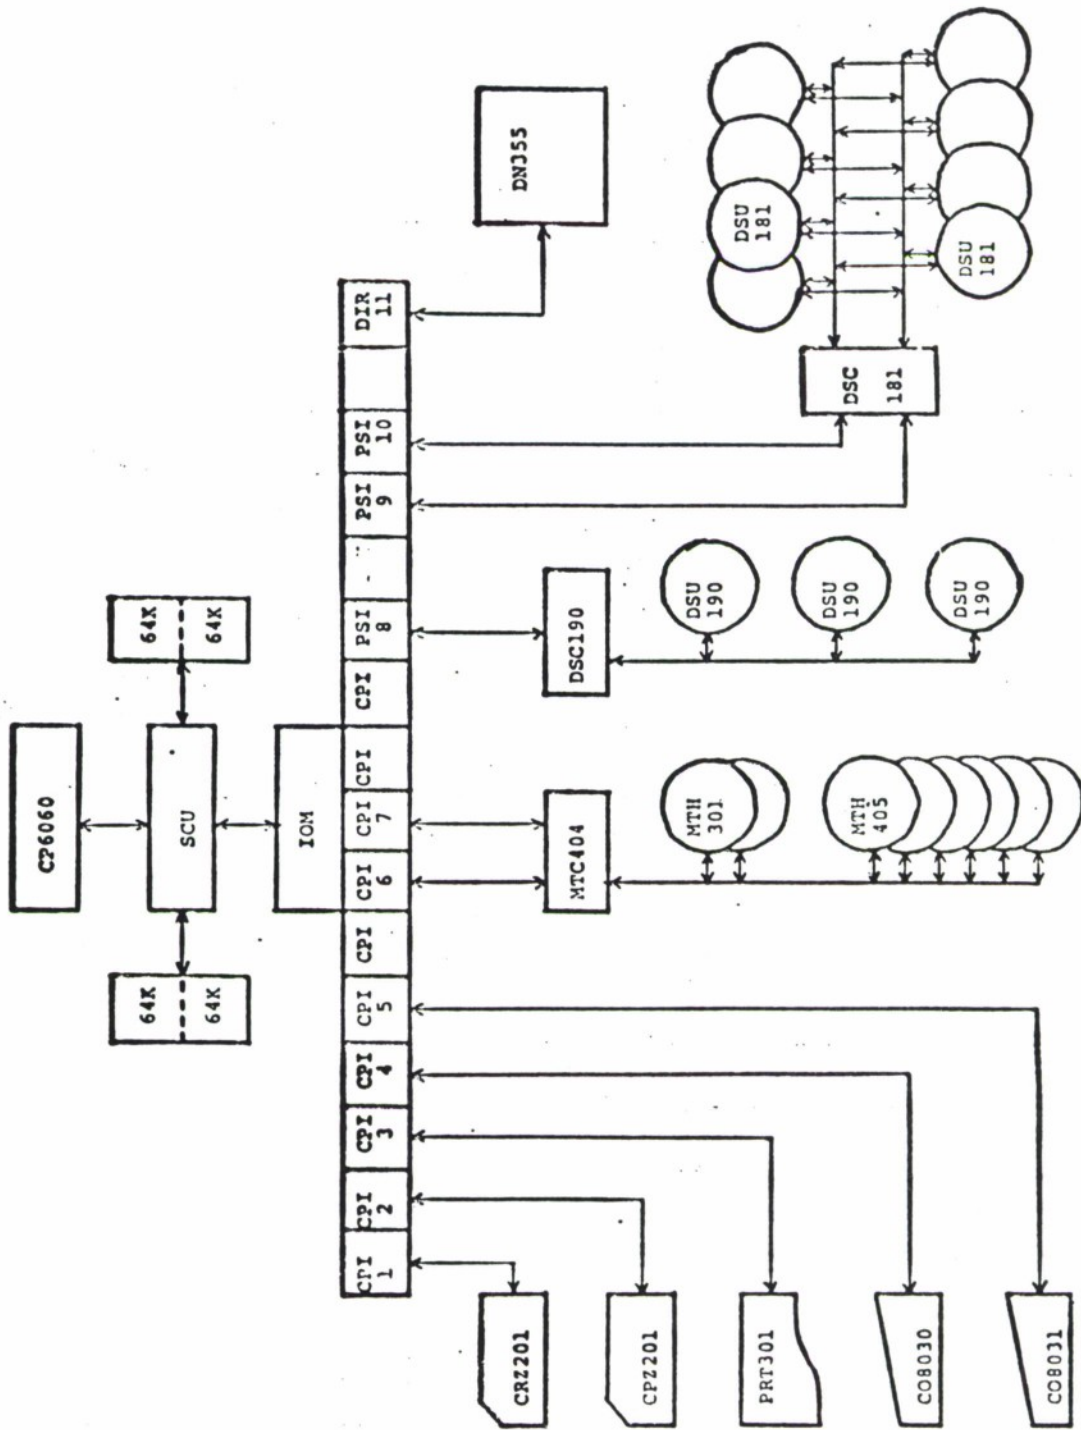 CP6060
64K
64K
SCU
64K
64K
IOM
CPI 
1
CPI
2
CPI
3
CPI
4
CPI
5
CPI
CPI
6
CPI
7
CPI
CPI
PSI
8
PSI
9
PSI
10
DIR
11
CRZ201
CPZ201
PRT301
CO8030
CO8031
MTC404
MTH
301
MTH
405
DSC190
DSU
190
DSU
190
DSU
190
DN355
DSC
181
DSU
181
DSU
181